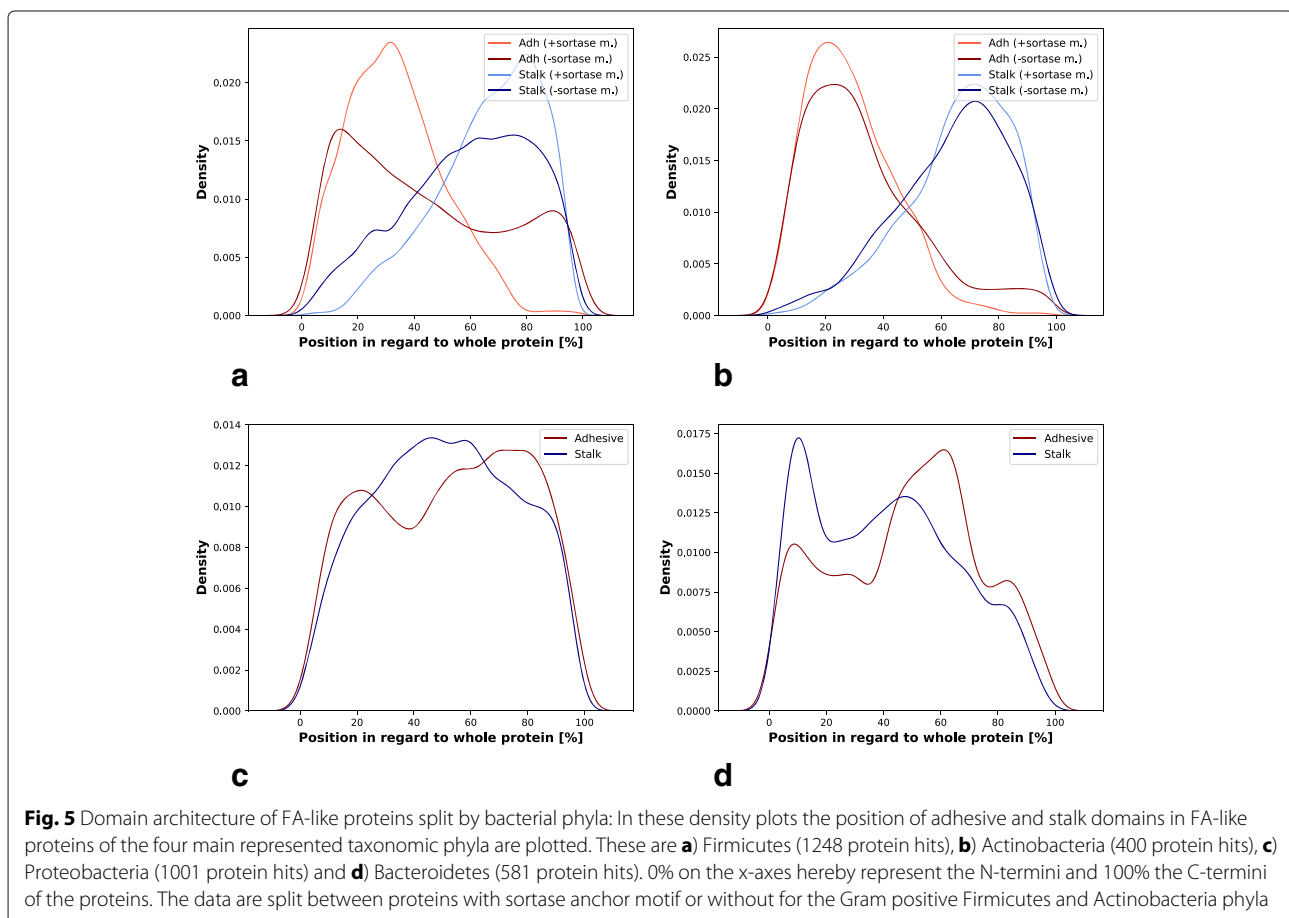 Adh (+sortase m.)
Adh (-sortase m.)
Stalk (+sortase m.)
Stalk (-sortase m.)
0.020
0.015
0.010
0.005
0.000
Density
0 20 40 60 80 100
Position in regard to whole protein [%]
a
Adh (+sortase m.)
Adh (-sortase m.)
Stalk (+sortase m.)
Stalk (-sortase m.)
0.025
0.020
0.015
0.010
0.005
0.000
Density
0 20 40 60 80 100
Position in regard to whole protein [%]
b
Adhesive
Stalk
0.014
0.012
0.010
0.008
0.006
0.004
0.002
0.000
Density
0 20 40 60 80 100
Position in regard to whole protein [%]
c
Adhesive
Stalk
0.0175
0.0150
0.0125
0.0100
0.0075
0.0050
0.0025
0.0000
Density
0 20 40 60 80 100
Position in regard to whole protein [%]
d
Fig. 5 Domain architecture of FA-like proteins split by bacterial phyla: In these density plots the position of adhesive and stalk domains in FA-like
proteins of the four main represented taxonomic phyla are plotted. These are a) Firmicutes (1248 protein hits), b) Actinobacteria (400 protein hits), c)
Proteobacteria (1001 protein hits) and d) Bacteroidetes (581 protein hits). 0% on the x-axes hereby represent the N-termini and 100% the C-termini
of the proteins. The data are split between proteins with sortase anchor motif or without for the Gram positive Firmicutes and Actinobacteria phyla